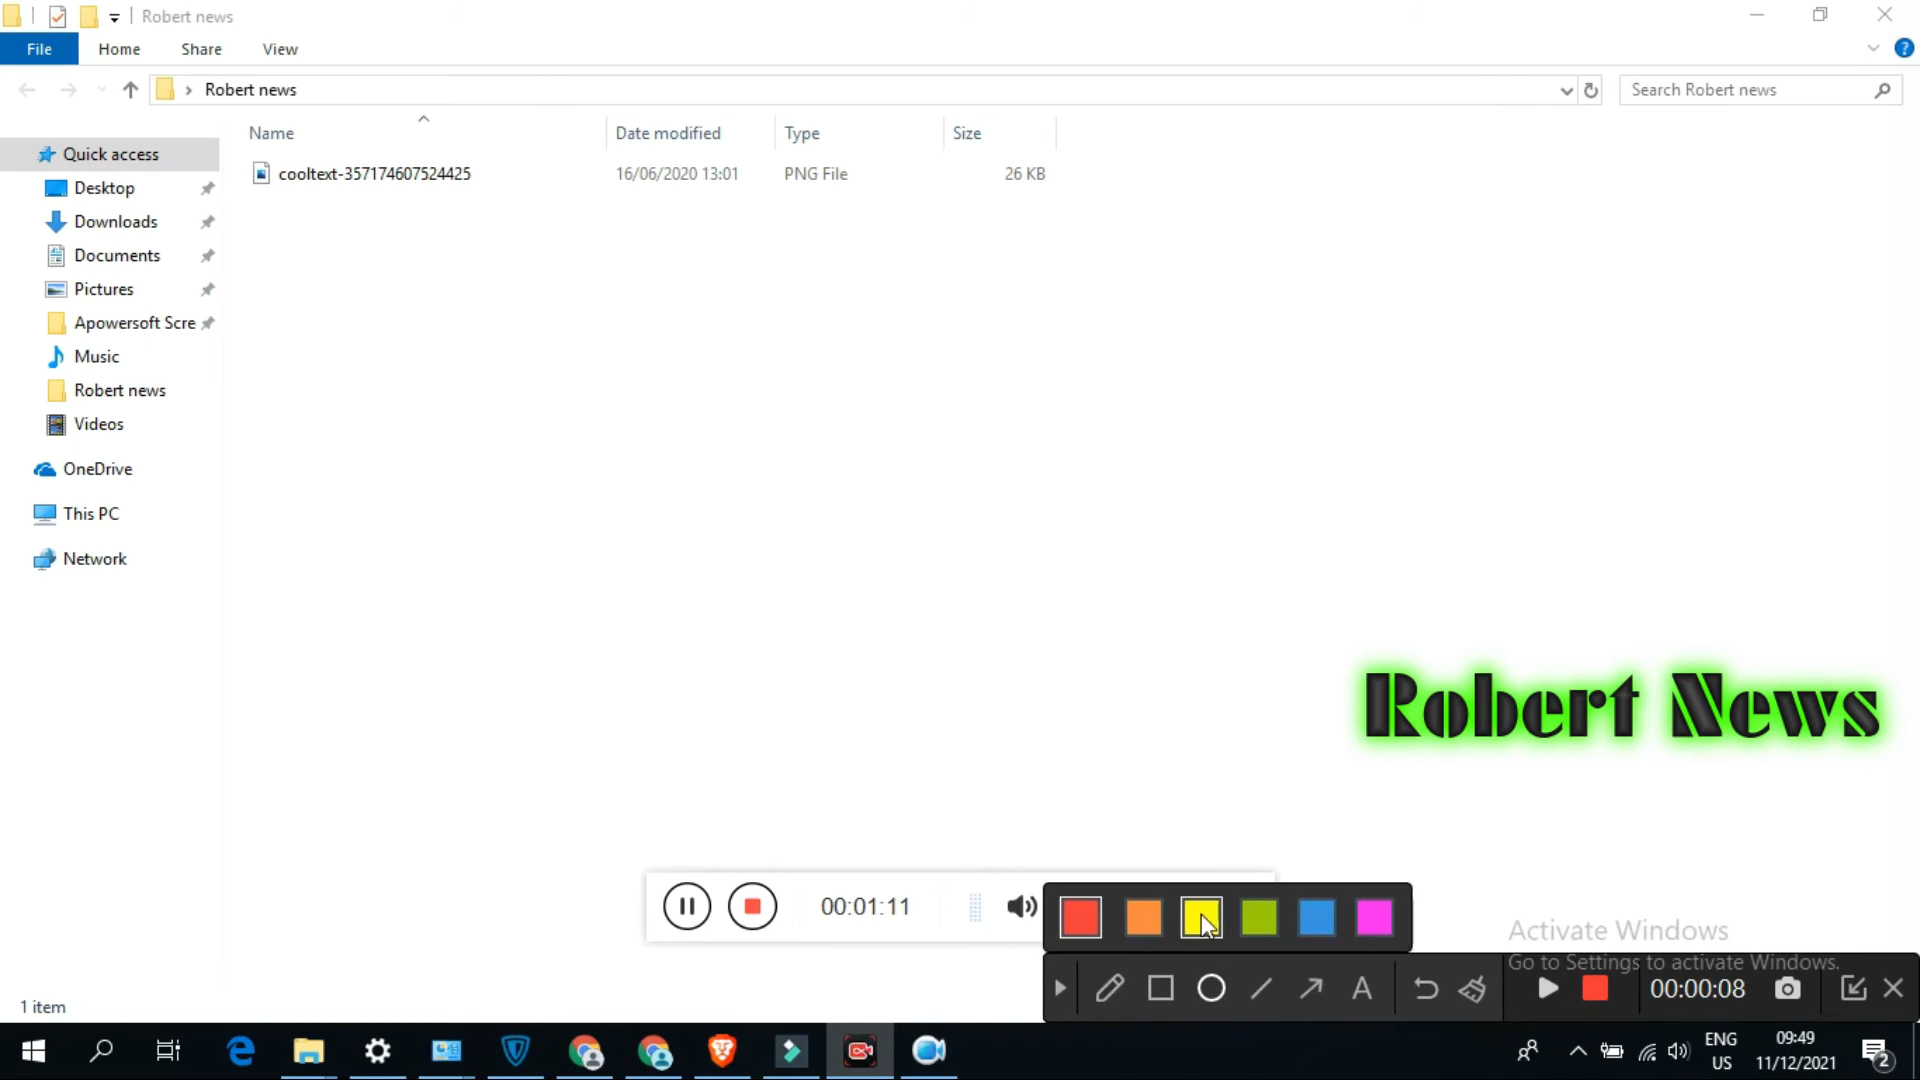 Robert news
File Home Share View
Robert news
Search Robert news
Name Date modified Type Size
cooltext-357174607524425 16/06/2020 13:01 PNG File 26 KB
Quick access
Desktop
Downloads
Documents
Pictures
Apowersoft Scre
Music
Robert news
Videos
OneDrive
This PC
Network
Robert News
00:01:11
Activate Windows
Go to Settings to activate Windows.
A
00:00:08
1 item
ENG
US
09:49
11/12/2021
2